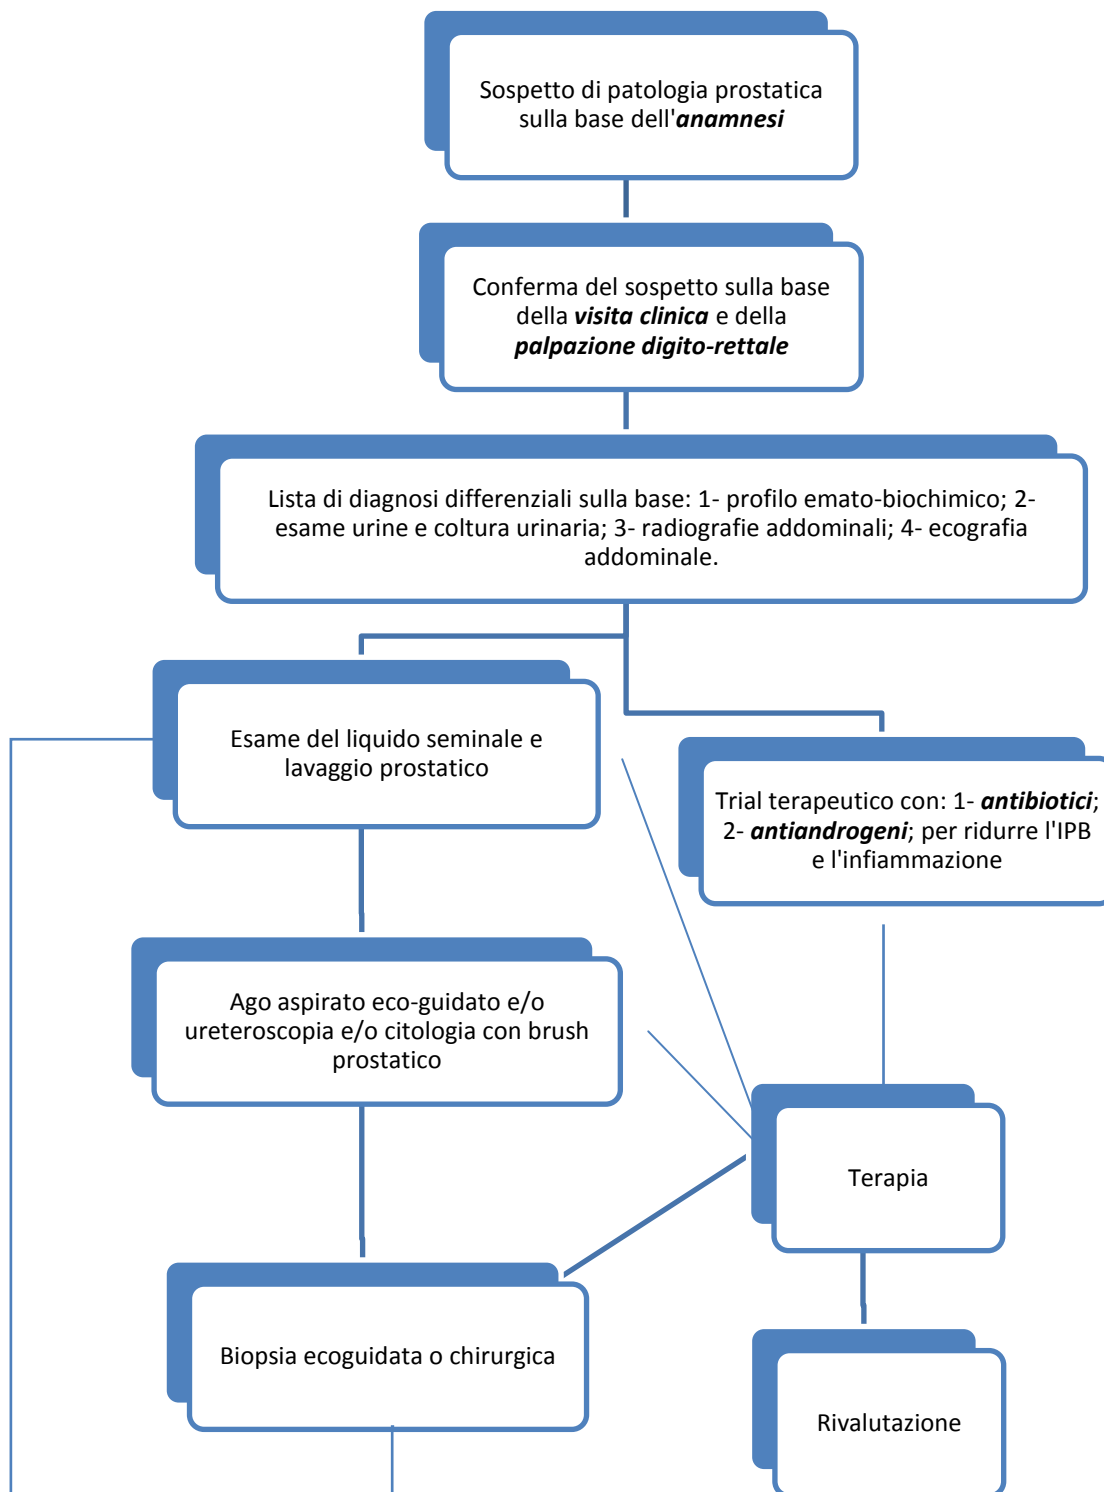 Sospetto di patologia prostatica
sulla base dell'anamnesi
Conferma del sospetto sulla base
della visita clinica e della
palpazione digito-rettale
Lista di diagnosi differenziali sulla base: 1- profilo emato-biochimico; 2-
esame urine e coltura urinaria; 3- radiografie addominali; 4- ecografia
addominale.
Esame del liquido seminale e
lavaggio prostatico
Trial terapeutico con: 1- antibiotici;
2- antiandrogeni; per ridurre l'IPB
e l'infiammazione
Ago aspirato eco-guidato e/o
ureteroscopia e/o citologia con brush
prostatico
Terapia
Biopsia ecoguidata o chirurgica
Rivalutazione